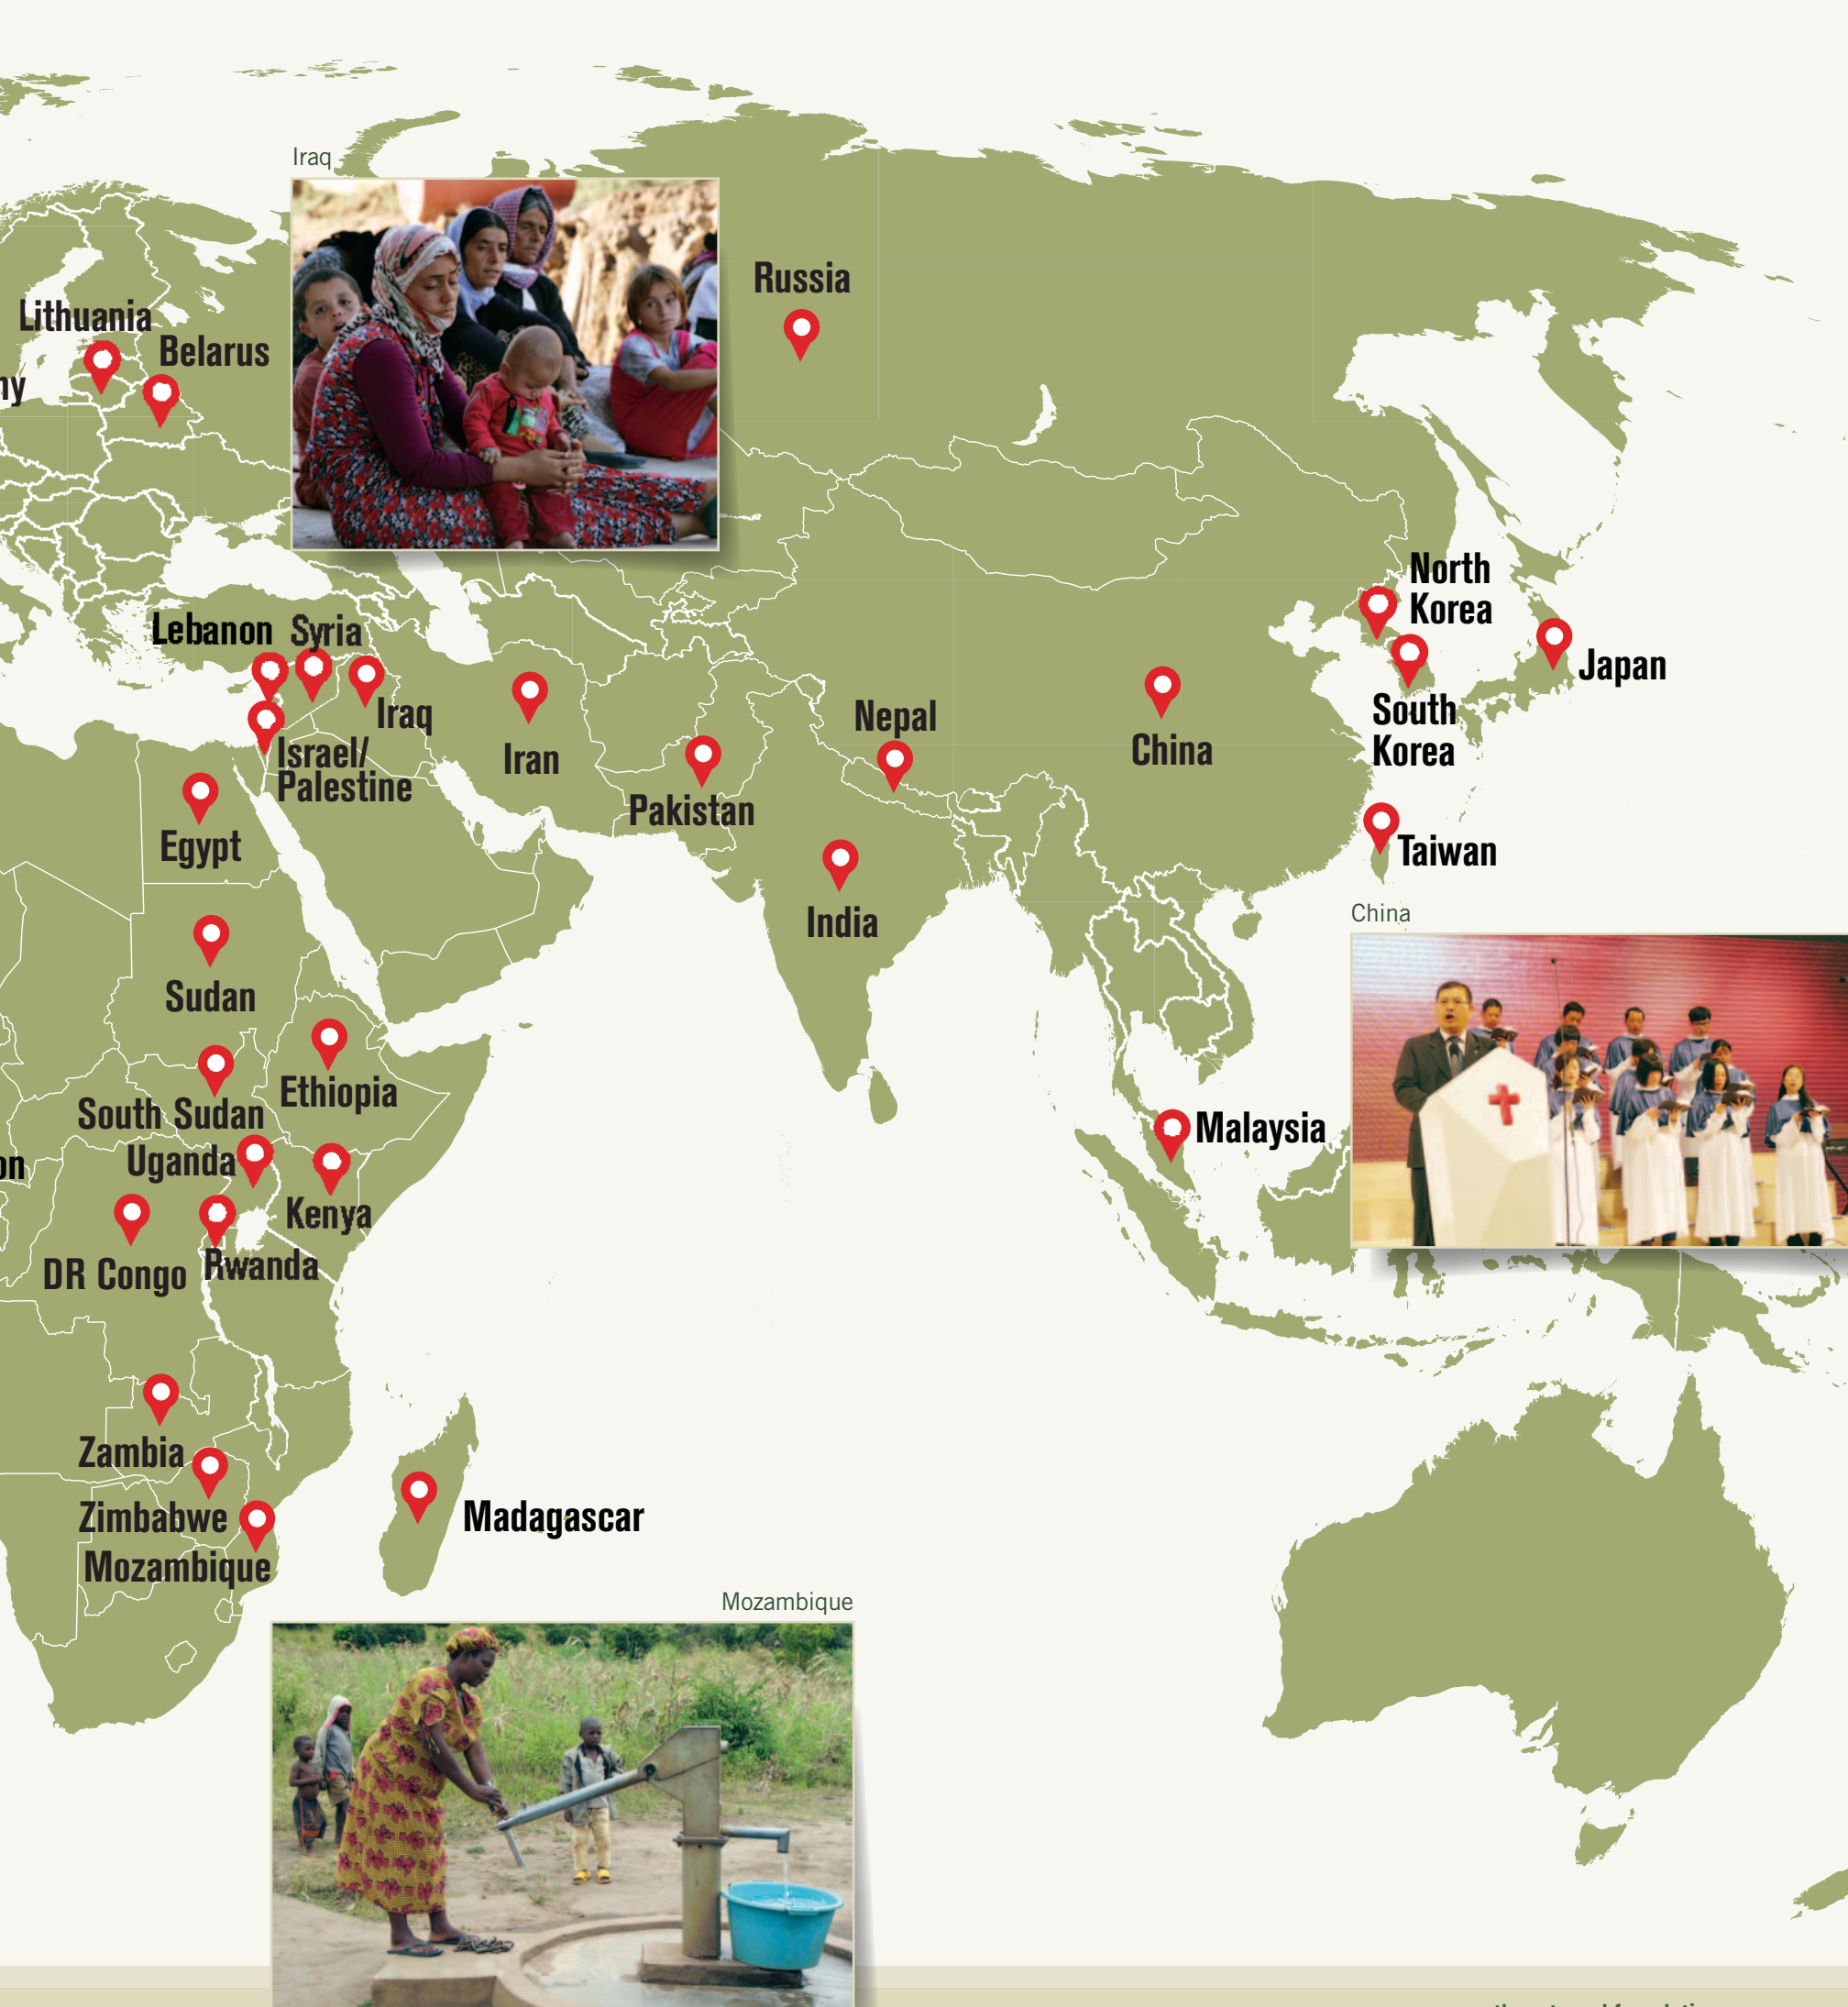 Iraq
Russia
Lithuania
Belarus
North
Korea
Lebanon
Syria
Japan
Iraq
South
Korea
Nepal
China
Iran
Israel/
Palestine
Pakistan
Egypt
Taiwan
India
China
Sudan
Ethiopia
South Sudan
Malaysia
Uganda
Kenya
Rwanda
DR Congo
Zambia
Zimbabwe
Madagascar
Mozambique
Mozambique